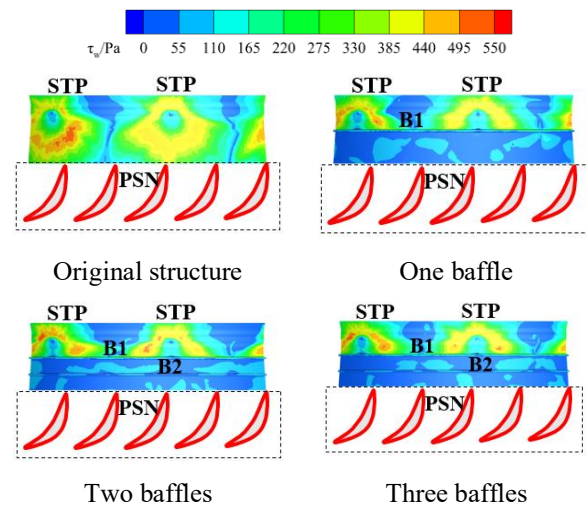 τw/Pa 0 55 110 165 220 275 330 385 440 495 550
STP STP STP STP
B1
PSN PSN
Original structure One baffle
STP STP STP STP
B1 B1
B2 B2
PSN PSN
Two baffles Three baffles